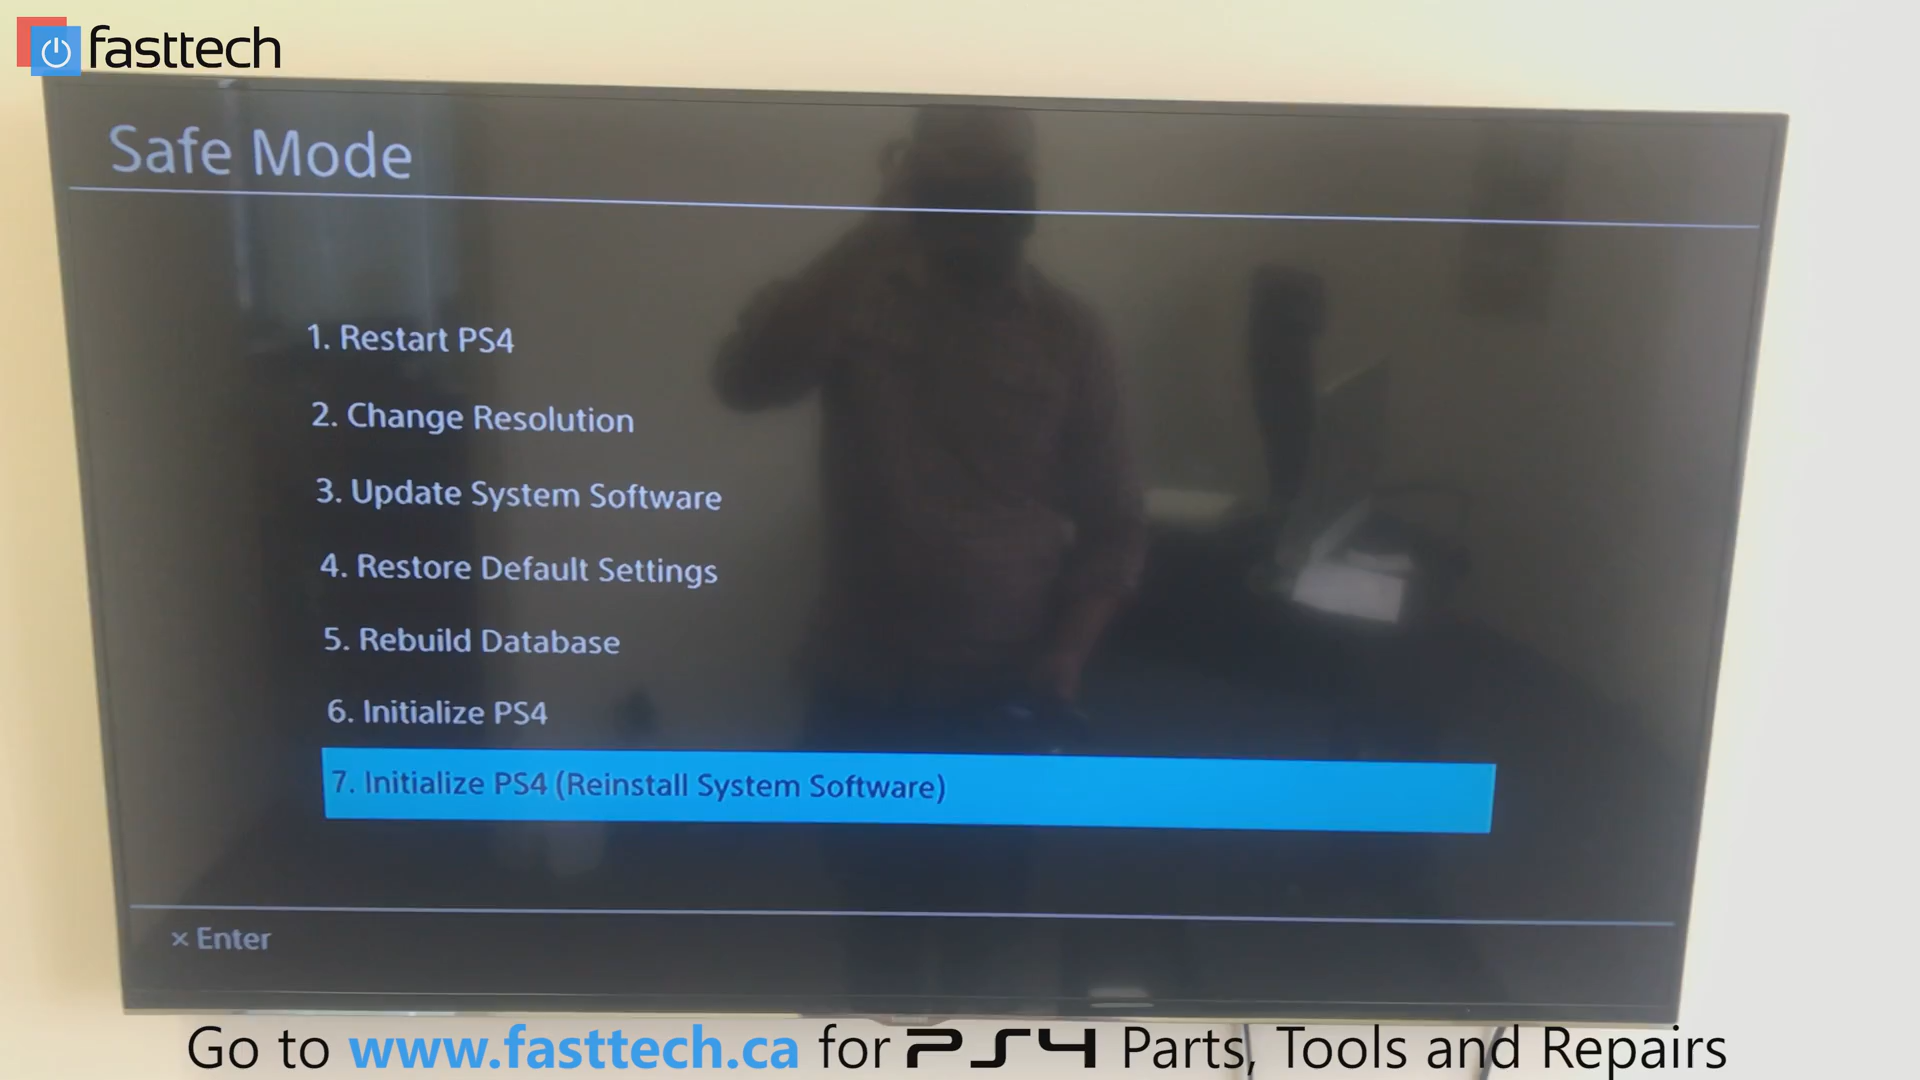 fasttech
Safe Mode
1. Restart PS4
2. Change Resolution
3. Update System Software
4. Restore Default Settings
5. Rebuild Database
6. Initialize PS4
7. Initialize PS4 (Reinstall System Software)
× Enter
Go to www.fasttech.ca for PS4 Parts, Tools and Repairs